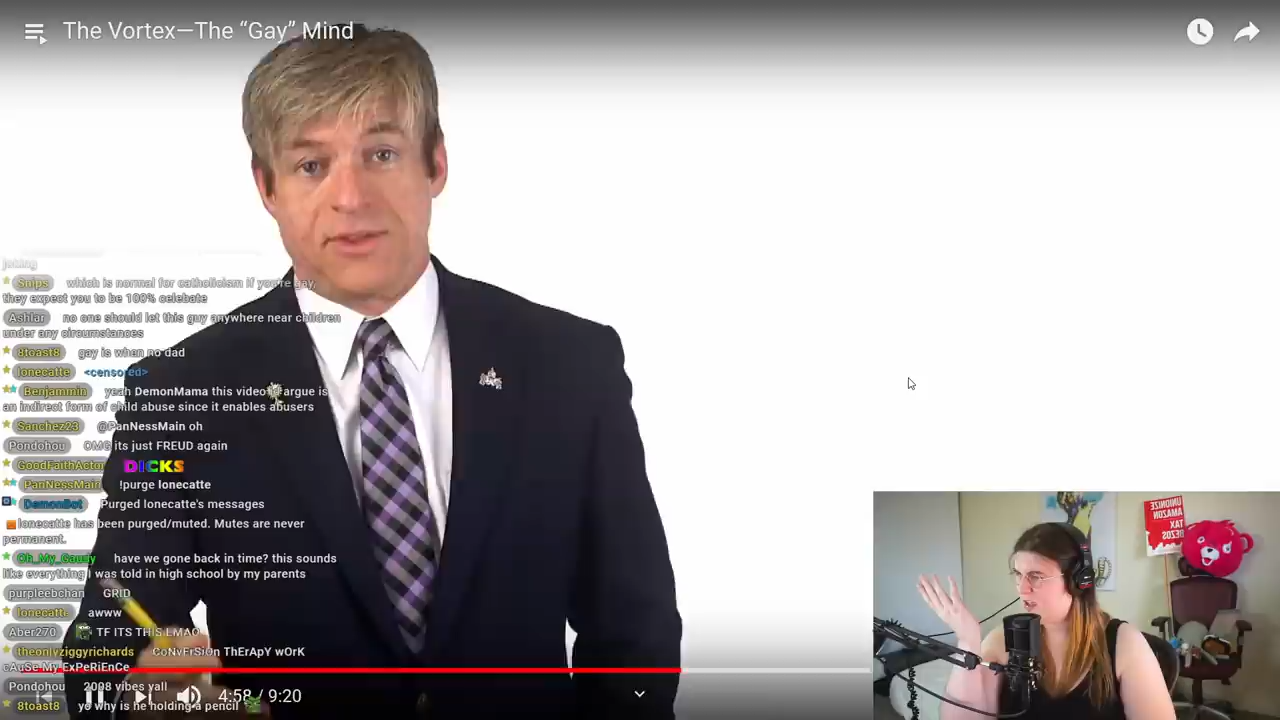 The Vortex—The “Gay” Mind
joking
Snips which is normal for catholicism if you're gay,
they expect you to be 100% celebate
Ashlar no one should let this guy anywhere near children
under any circumstances
8toast8 gay is when no dad
lonecatte <censored>
Benjammin yeah DemonMama this video I argue is
an indirect form of child abuse since it enables abusers
Sanchez23 @PanNessMain oh
Pondohou OMG its just FREUD again
GoodFaithActor DICKS
PanNessMain !purge lonecatte
DemonBot Purged lonecatte's messages
lonecatte has been purged/muted. Mutes are never
permanent.
Oh_My_Gaudy have we gone back in time? this sounds
like everything I was told in high school by my parents
purpleebchan GRID
lonecatte awww
Aber270 TF ITS THIS LMAO
theonlyziggyrichards CoNvErSiOn ThErApY wOrK
cAuSe My ExPeRiEnCe
Pondohou 2008 vibes yall
8toast8 yo why is he holding a pencil
4:58 / 9:20
UNIONIZE
AMAZON
TAX
BEZOS